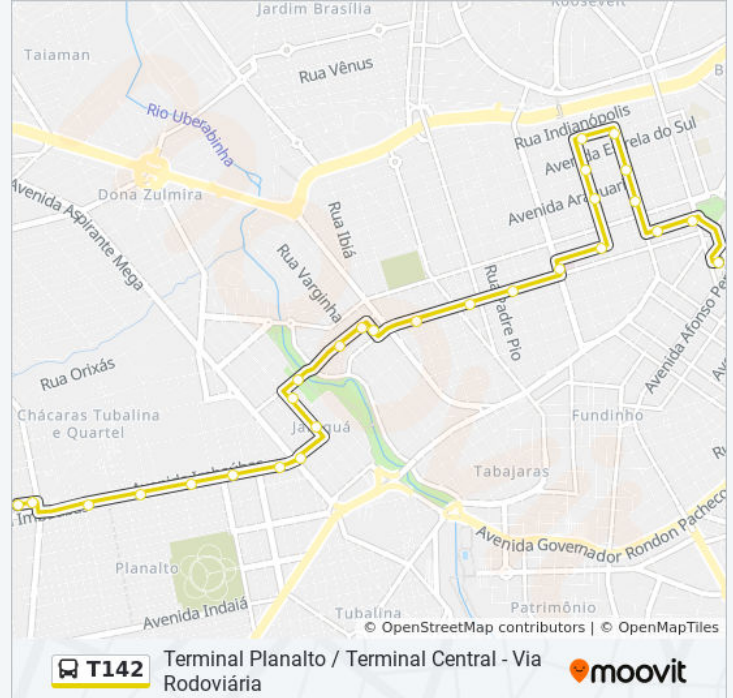 Jardim Brasília
Roosevelt
Taiaman
Rua Vênus
B
Rio Uberabinha
Rua Indianópolis
Avenida Estrela do Sul
Dona Zulmira
Avenida Araguari
Avenida Aspirante Mega
Rua Ibiá
Rua Varginha
Rua Padre Pio
Avenida Afonso Pe
Av
Rua Orixás
Chácaras Tubalina
e Quartel
Fundinho
Jaraguá
Ru
Tabajaras
Avenida Governador Rondon Pacheco
Planalto
Avenida Indaiá
Patrimônio
Tubalina
© OpenStreetMap contributors | © OpenMapTiles
T142
Terminal Planalto / Terminal Central - Via
Rodoviária
moovit